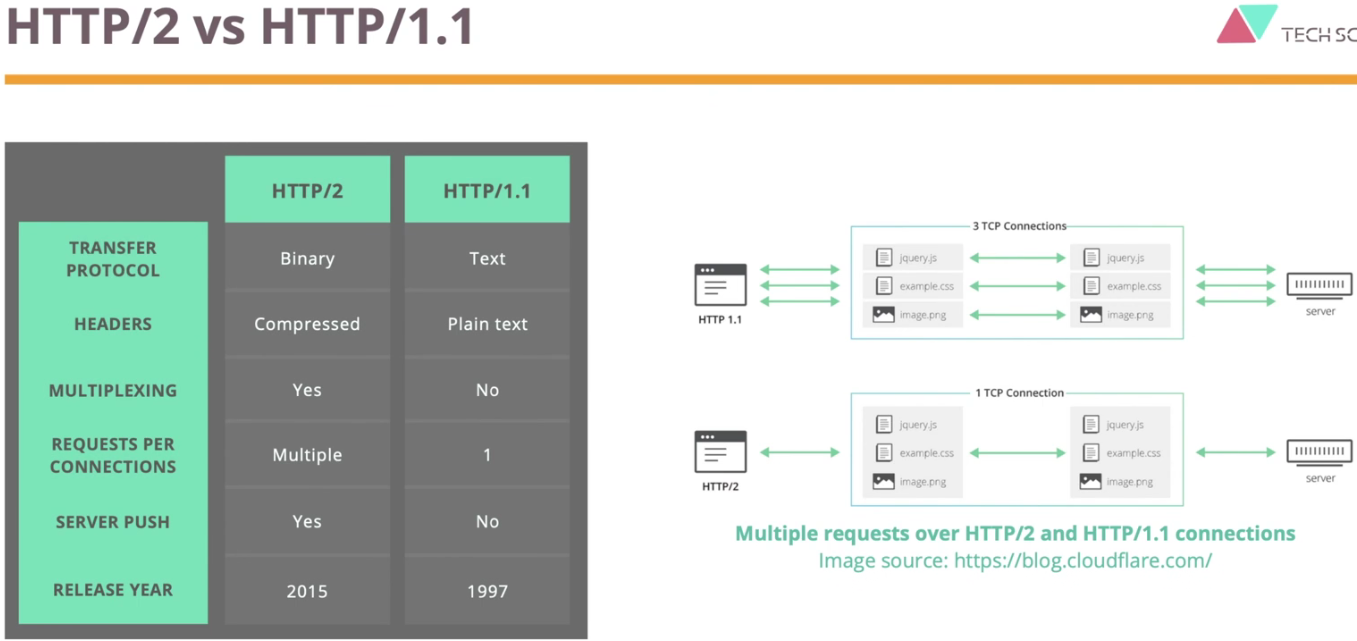 HTTP/2 vs HTTP/1.1
TECH SC
HTTP/2 HTTP/1.1
TRANSFER
PROTOCOL
Binary Text
HEADERS Compressed Plain text
MULTIPLEXING Yes No
REQUESTS PER
CONNECTIONS
Multiple 1
SERVER PUSH Yes No
RELEASE YEAR 2015 1997
3 TCP Connections
jquery.js jquery.js
example.css example.css
image.png image.png
HTTP 1.1
server
1 TCP Connection
jquery.js jquery.js
example.css example.css
image.png image.png
HTTP/2
server
Multiple requests over HTTP/2 and HTTP/1.1 connections
Image source: https://blog.cloudflare.com/